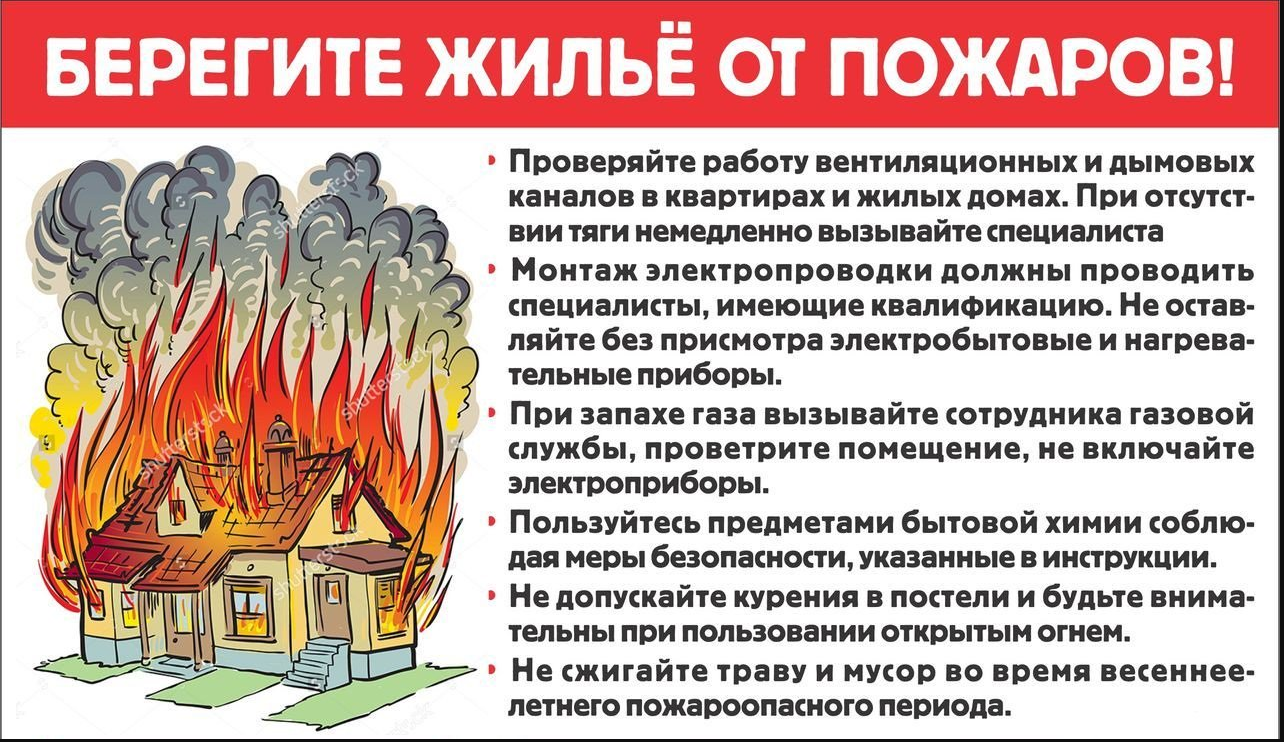 БЕРЕГИТЕ ЖИЛЬЁ ОТ ПОЖАРОВ!
Проверяйте работу вентиляционных и дымовых
каналов в квартирах и жилых домах. При отсутст-
вии тяги немедленно вызывайте специалиста
Монтаж электропроводки должны проводить
специалисты, имеющие квалификацию. Не остав-
ляйте без присмотра электробытовые и нагрева-
тельные приборы.
При запахе газа вызывайте сотрудника газовой
службы, проветрите помещение, не включайте
электроприборы.
Пользуйтесь предметами бытовой химии соблю-
дая меры безопасности, указанные в инструкции.
Не допускайте курения в постели и будьте внима-
тельны при пользовании открытым огнем.
Не сжигайте траву и мусор во время весеннее-
летнего пожароопасного периода.
shutterstock
shutterstock
shutterstock
shutterstock